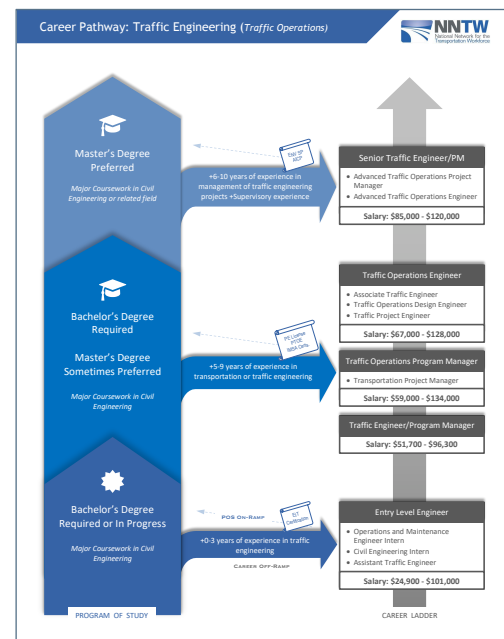 Career Pathway: Traffic Engineering (Traffic Operations)
NNTW
National Network for the
Transportation Workforce
Master's Degree
Preferred
Major Coursework in Civil
Engineering or related field
Env SP
AICP
+6-10 years of experience in
management of traffic engineering
projects +Supervisory experience
Senior Traffic Engineer/PM
▪ Advanced Traffic Operations Project
Manager
▪ Advanced Traffic Operations Engineer
Salary: $85,000 - $120,000
Bachelor's Degree
Required
Master's Degree
Sometimes Preferred
Major Coursework in Civil
Engineering
PE License
PTOE
IMSA Certs.
+5-9 years of experience in
transportation or traffic engineering
Traffic Operations Engineer
▪ Associate Traffic Engineer
▪ Traffic Operations Design Engineer
▪ Traffic Project Engineer
$67,000 - $128,000
Traffic Operations Program Manager
▪ Transportation Project Manager
Salary: $59,000 - $134,000
Traffic Engineer/Program Manager
Salary: $51,700 - $96,300
Bachelor's Degree
Required or In Progress
Major Coursework in Civil
Engineering
POS On-Ramp
EIT
Certification
+0-3 years of experience in traffic
engineering
Career Off-Ramp
Entry Level Engineer
▪ Operations and Maintenance
Engineer Intern
▪ Civil Engineering Intern
▪ Assistant Traffic Engineer
Salary: $24,900 - $101,000
PROGRAM OF STUDY
CAREER LADDER